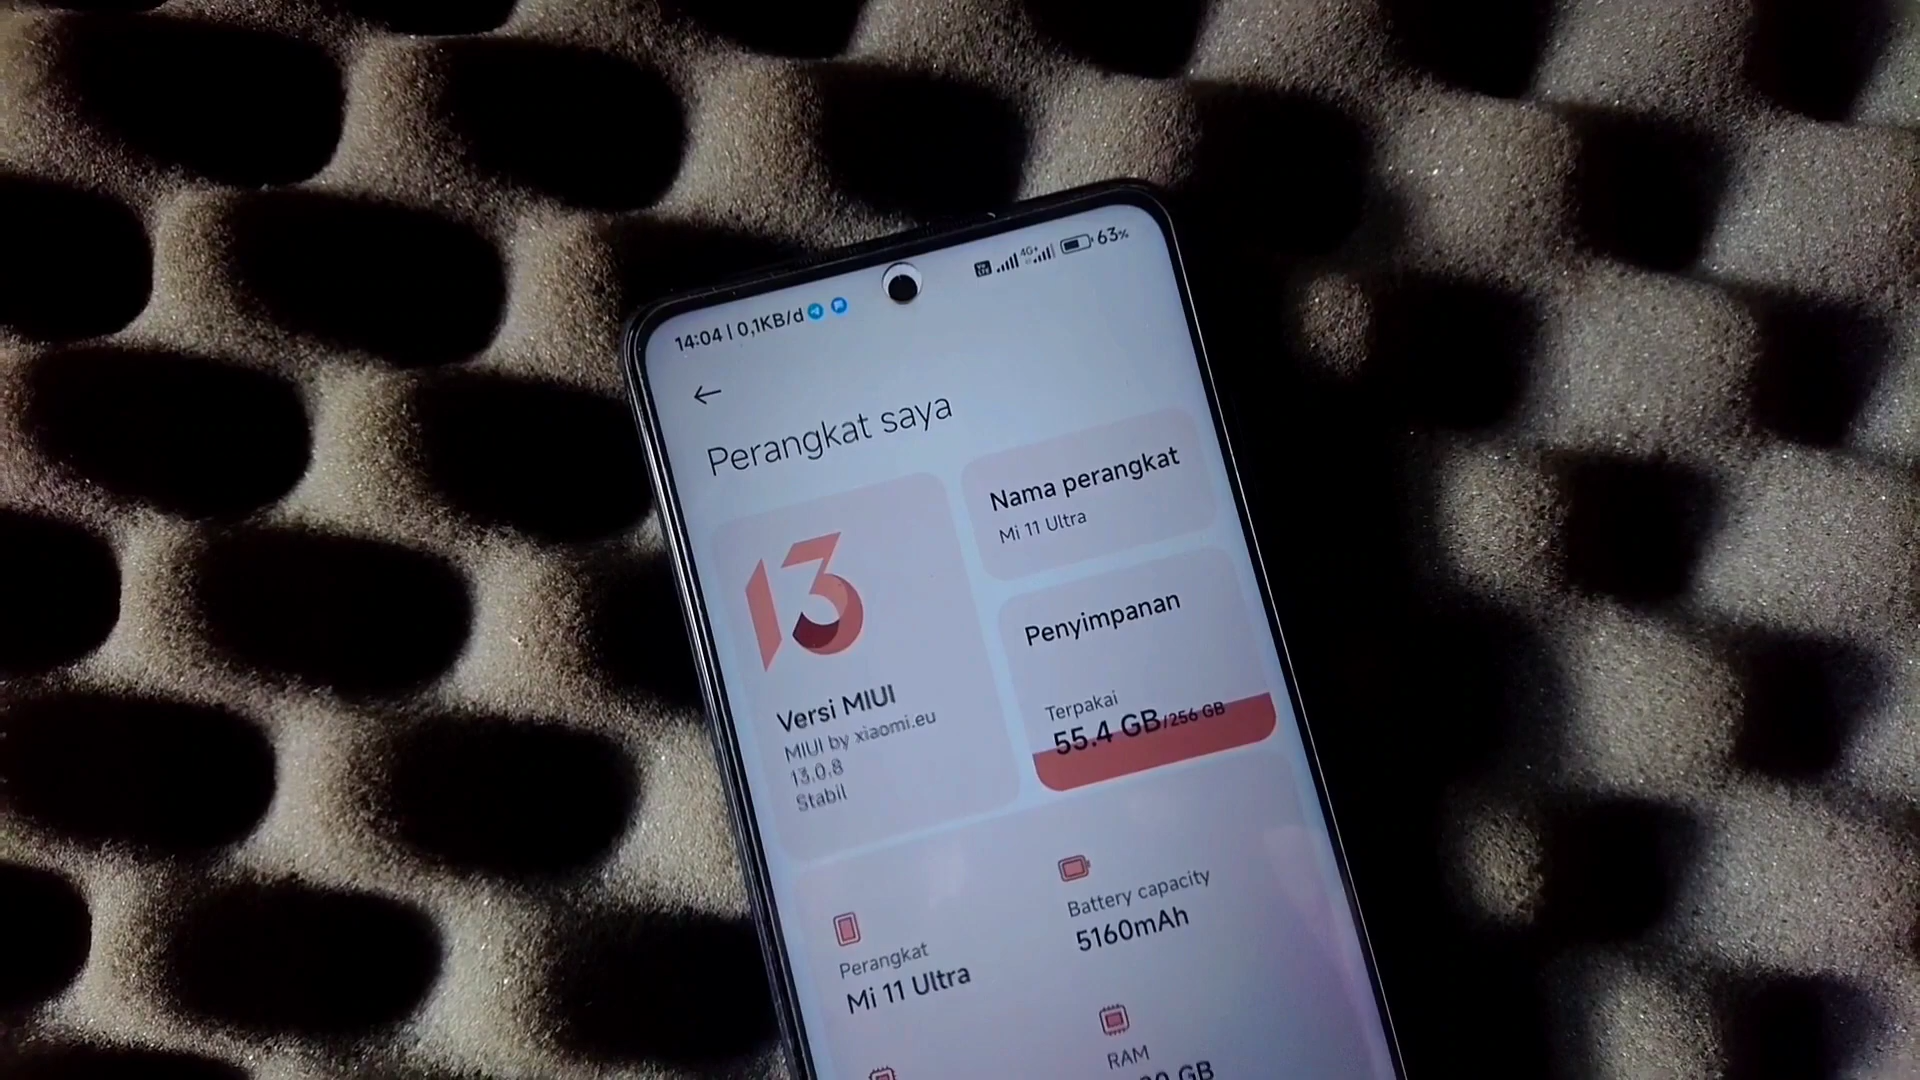 14:04 | 0,1KB/d
4G+
63%
Perangkat saya
13
Versi MIUI
MIUI by xiaomi.eu
13.0.8
Stabil
Nama perangkat
Mi 11 Ultra
Penyimpanan
Terpakai
55.4 GB/256 GB
Perangkat
Mi 11 Ultra
Battery capacity
5160mAh
RAM
GB